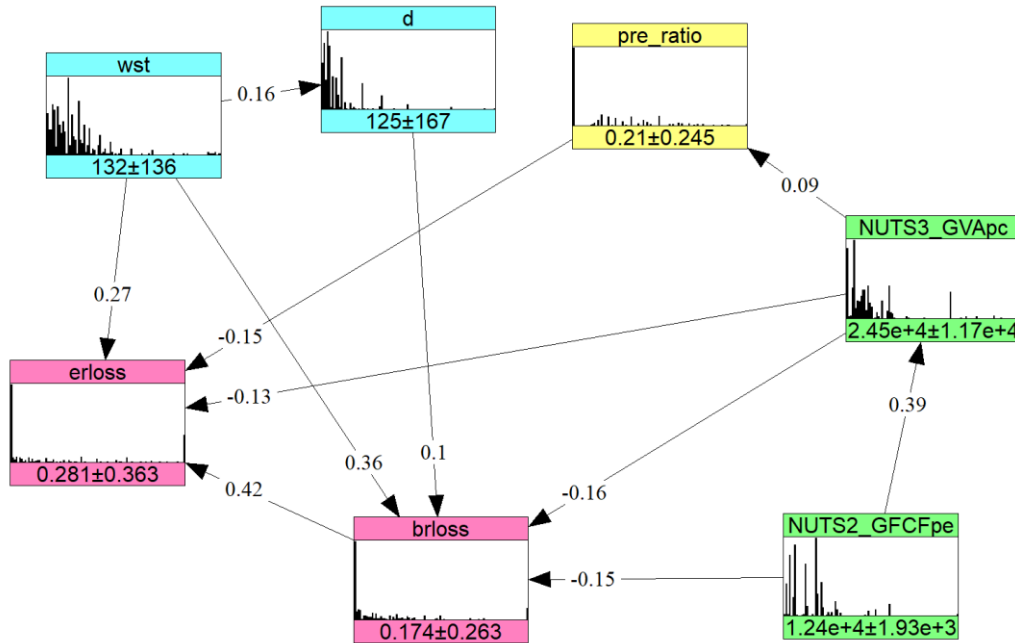 d
pre_ratio
wst
0.16
125±167
0.21±0.245
132±136
0.09
NUTS3_GVApc
0.27
2.45e+4±1.17e+4
-0.15
erloss
-0.13
0.39
0.36
0.1
0.281±0.363
0.42
-0.16
brloss
NUTS2_GFCFpe
-0.15
0.174±0.263
1.24e+4±1.93e+3